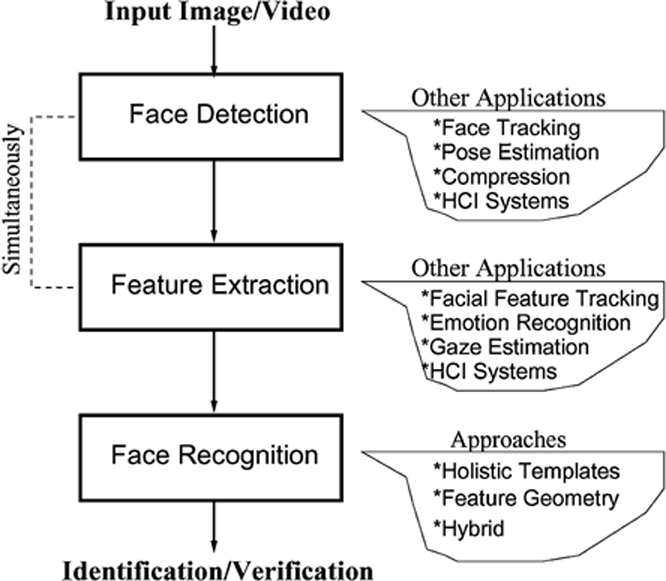 Input Image/Video
Simultaneously
Face Detection
Other Applications
*Face Tracking
*Pose Estimation
*Compression
*HCI Systems
Feature Extraction
Other Applications
*Facial Feature Tracking
*Emotion Recognition
*Gaze Estimation
*HCI Systems
Face Recognition
Approaches
*Holistic Templates
*Feature Geometry
*Hybrid
Identification/Verification